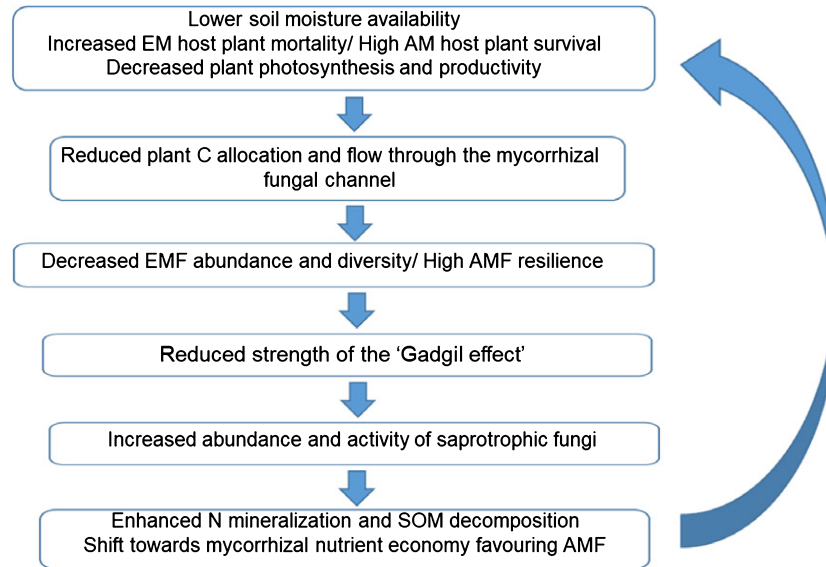 Lower soil moisture availability
Increased EM host plant mortality/ High AM host plant survival
Decreased plant photosynthesis and productivity
Reduced plant C allocation and flow through the mycorrhizal
fungal channel
Decreased EMF abundance and diversity/ High AMF resilience
Reduced strength of the ‘Gadgil effect’
Increased abundance and activity of saprotrophic fungi
Enhanced N mineralization and SOM decomposition
Shift towards mycorrhizal nutrient economy favouring AMF